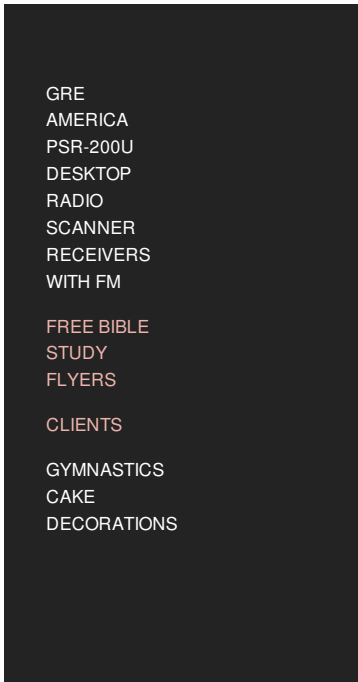 GRE
AMERICA
PSR-200U
DESKTOP
RADIO
SCANNER
RECEIVERS
WITH FM
FREE BIBLE
STUDY
FLYERS
CLIENTS
GYMNASTICS
CAKE
DECORATIONS